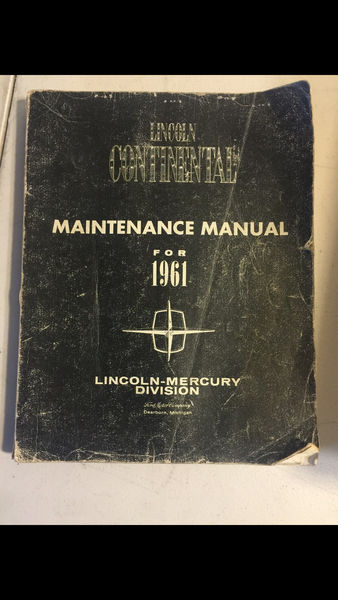 LINCOLN
CONTINENTAL
MAINTENANCE MANUAL
FOR
1961
LINCOLN-MERCURY
DIVISION
Ford Motor Company
Dearborn, Michigan